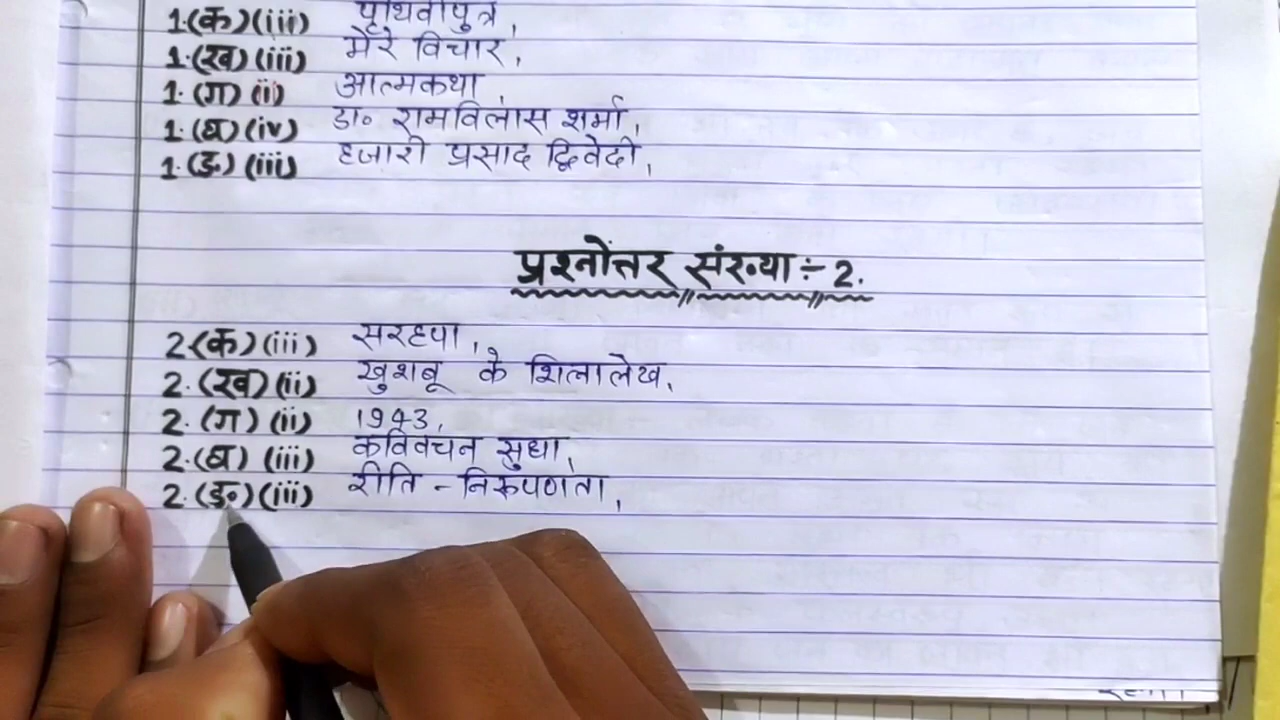 1.(क)(iii) पृथिवीपुत्र,
1.(ख)(iii) मेरे विचार,
1.(ग)(ii) आत्मकथा
1.(घ)(iv) डा० रामविलास शर्मा,
1.(ङ)(iii) हजारी प्रसाद द्विवेदी,
प्रश्नोंत्तर संख्या ÷ 2.
2(क)(iii) सरहपा,
2.(ख)(ii) खुशबू के शिलालेख,
2.(ग)(ii) 1943,
2.(घ)(iii) कविवचन सुधा,
2.(ङ)(iii) रीति - निरूपणता,